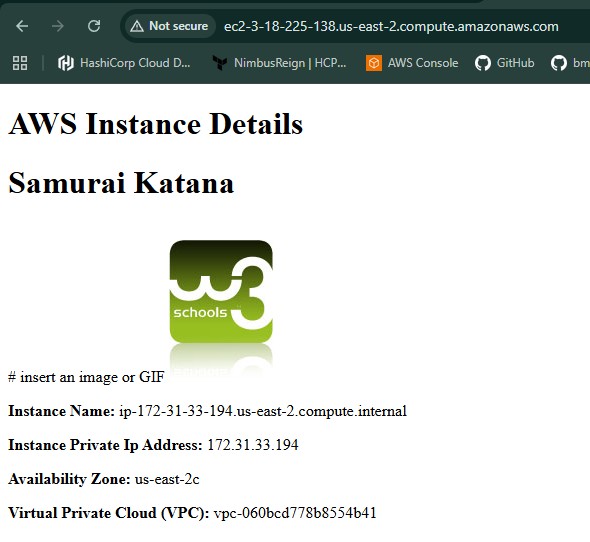 Not secure
ec2-3-18-225-138.us-east-2.compute.amazonaws.com
HashiCorp Cloud D...
NimbusReign | HCP...
AWS Console
GitHub
bm
AWS Instance Details
Samurai Katana
w3
schools
# insert an image or GIF
Instance Name: ip-172-31-33-194.us-east-2.compute.internal
Instance Private Ip Address: 172.31.33.194
Availability Zone: us-east-2c
Virtual Private Cloud (VPC): vpc-060bcd778b8554b41